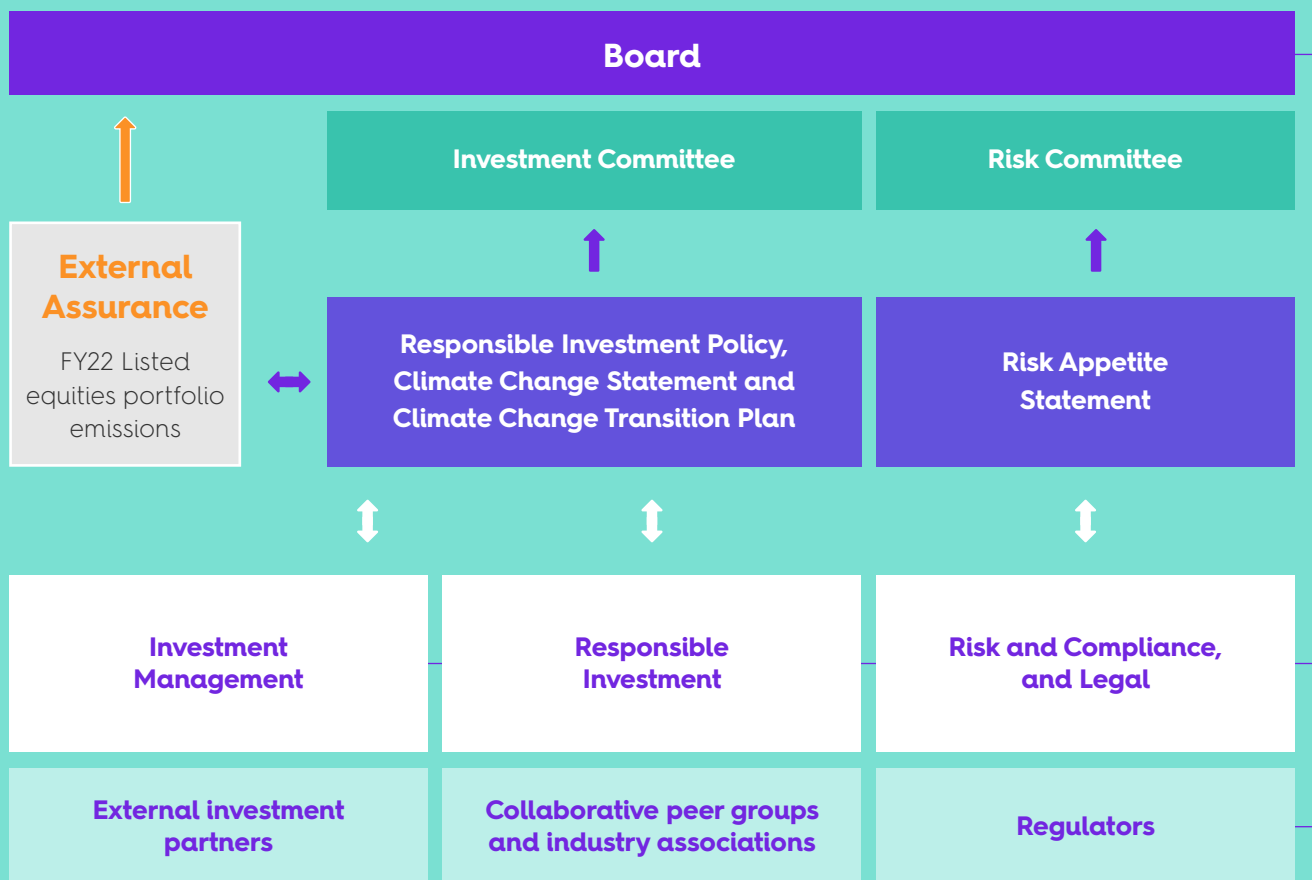 Board
Investment Committee
Risk Committee
External
Assurance
FY22 Listed
equities portfolio
emissions
Responsible Investment Policy,
Climate Change Statement and
Climate Change Transition Plan
Risk Appetite
Statement
Investment
Management
Responsible
Investment
Risk and Compliance,
and Legal
External investment
partners
Collaborative peer groups
and industry associations
Regulators